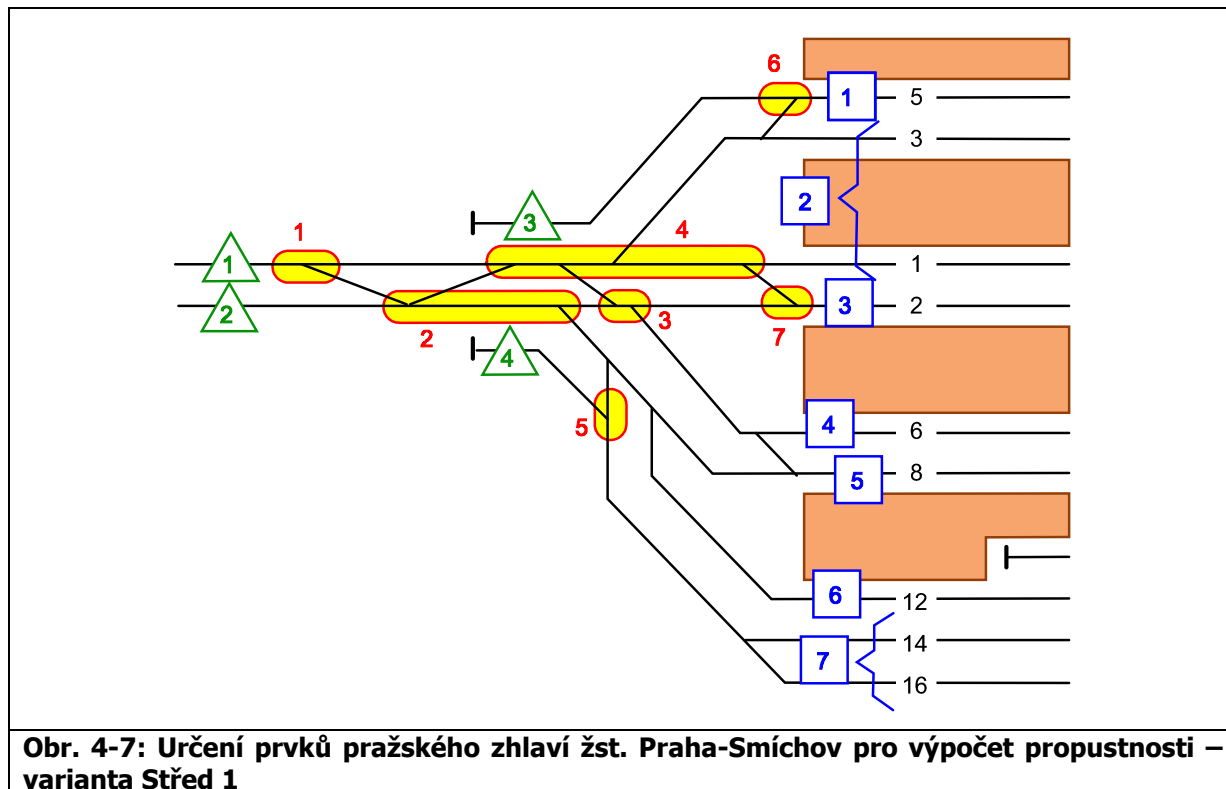 6
1 5
3
2
3
1 4
1 1
2 3 2
2 3 7
4
5 4 6
5 8
6 12
14
7
16
Obr. 4-7: Určení prvků pražského zhlaví žst. Praha-Smíchov pro výpočet propustnosti –
varianta Střed 1